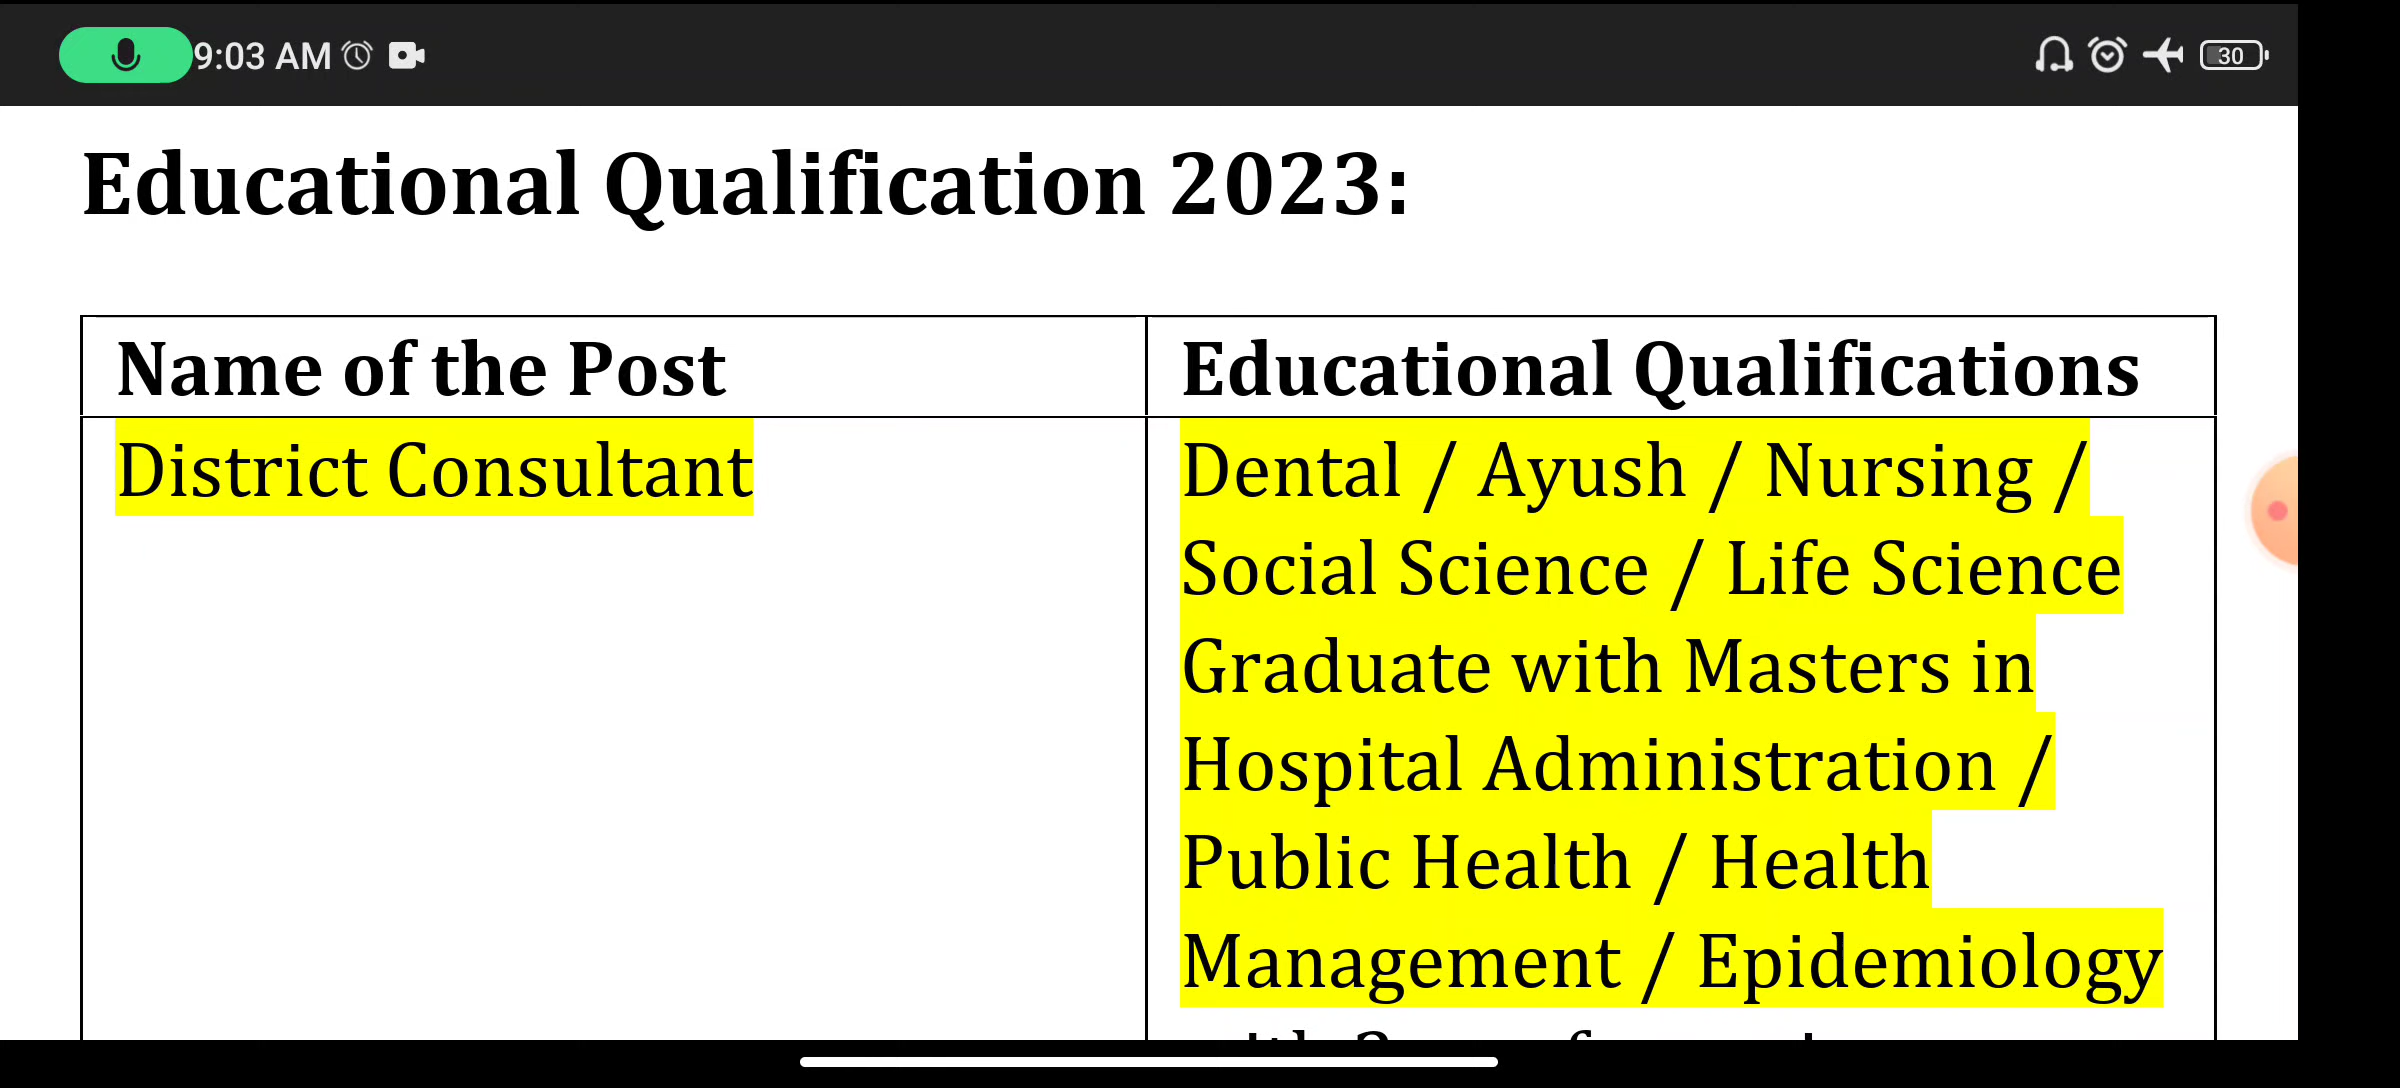 9:03 AM
30
Educational Qualification 2023:
Name of the Post
Educational Qualifications
District Consultant
Dental / Ayush / Nursing /
Social Science / Life Science
Graduate with Masters in
Hospital Administration /
Public Health / Health
Management / Epidemiology